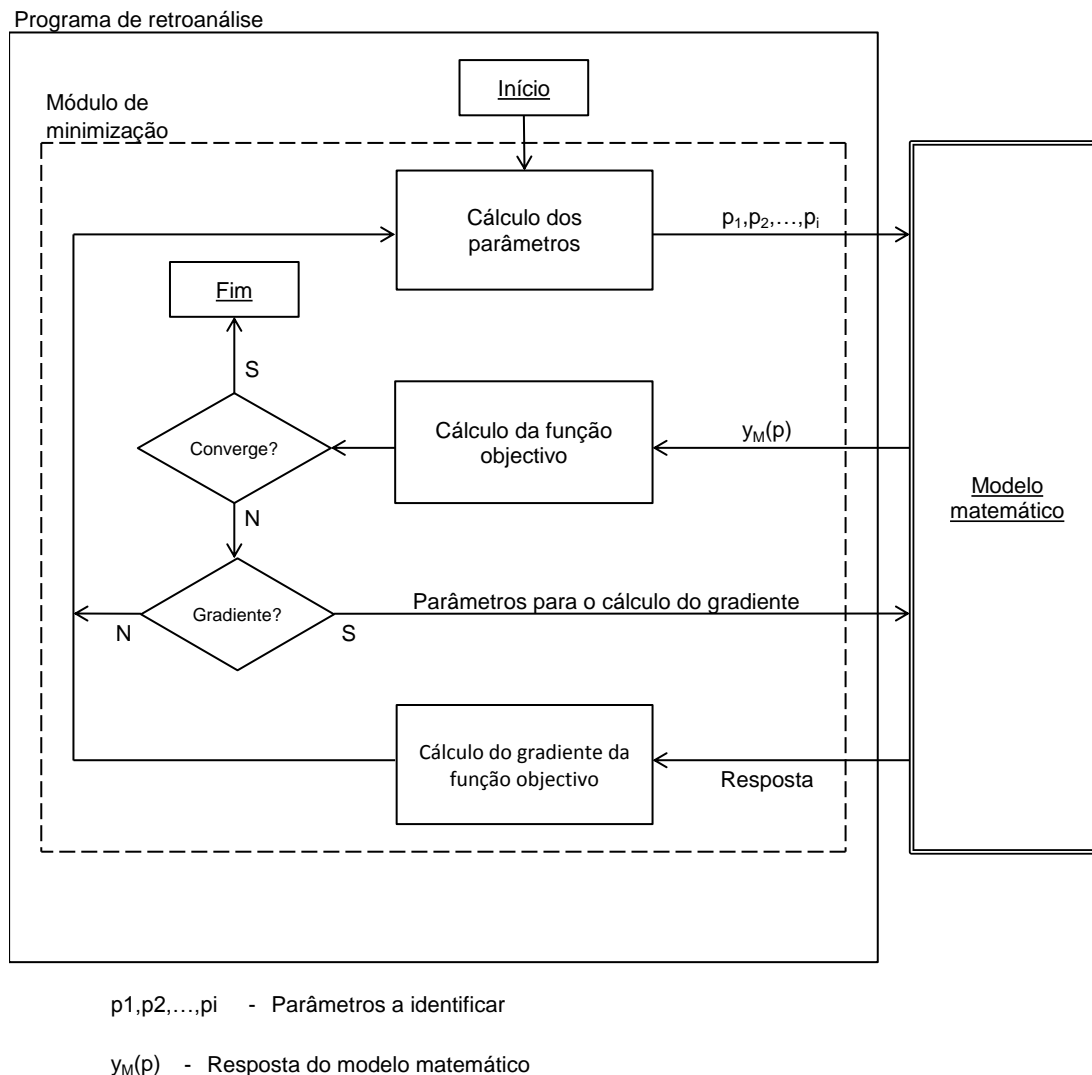 Programa de retroanálise
Início
Módulo de
minimização
Cálculo dos
parâmetros
p₁,p₂,…,pᵢ
Fim
S
Converge?
Cálculo da função
objectivo
y_M(p)
Modelo
matemático
N
Gradiente?
Parâmetros para o cálculo do gradiente
N
S
Cálculo do gradiente da
função objectivo
Resposta
p1,p2,…,pi - Parâmetros a identificar
y_M(p) - Resposta do modelo matemático